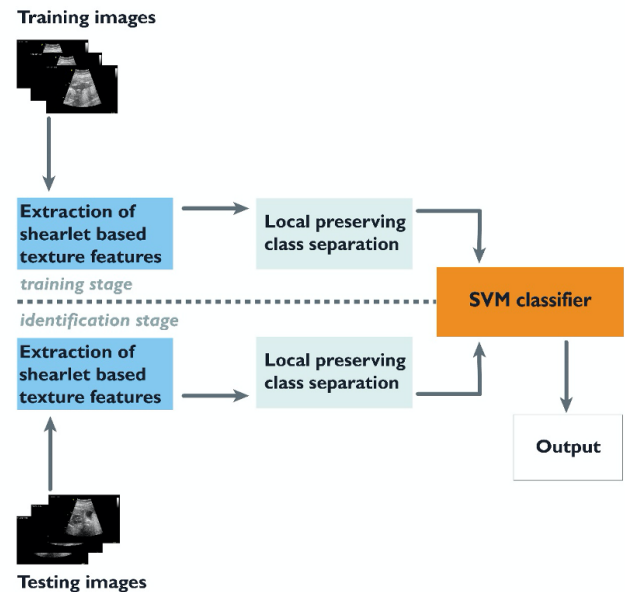 Training images
Extraction of
shearlet based
texture features
Local preserving
class separation
training stage
SVM classifier
identification stage
Extraction of
shearlet based
texture features
Local preserving
class separation
Output
Testing images